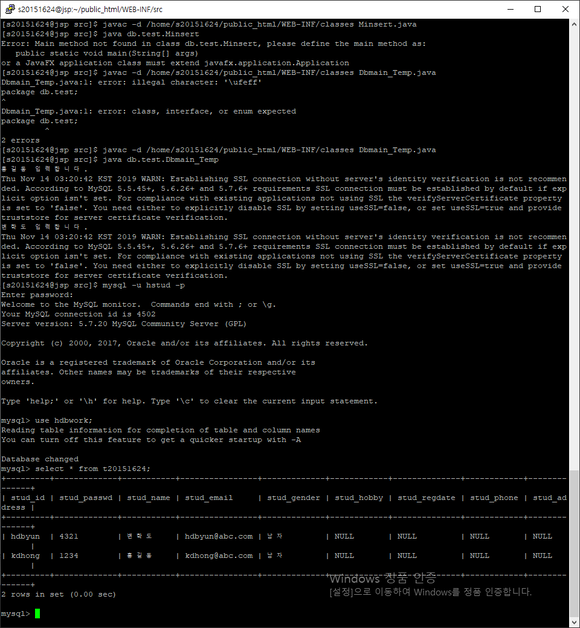 s20151624@jsp:~/public_html/WEB-INF/src
[s20151624@jsp src]$ javac -d /home/s20151624/public_html/WEB-INF/classes Minsert.java
[s20151624@jsp src]$ java db.test.Minsert
Error: Main method not found in class db.test.Minsert, please define the main method as:
   public static void main(String[] args)
or a JavaFX application class must extend javafx.application.Application
[s20151624@jsp src]$ javac -d /home/s20151624/public_html/WEB-INF/classes Dbmain_Temp.java
Dbmain_Temp.java:1: error: illegal character: '\ufeff'
package db.test;
^
Dbmain_Temp.java:1: error: class, interface, or enum expected
package db.test;
         ^
2 errors
[s20151624@jsp src]$ javac -d /home/s20151624/public_html/WEB-INF/classes Dbmain_Temp.java
[s20151624@jsp src]$ java db.test.Dbmain_Temp
홍길동 입력합니다.
Thu Nov 14 03:20:42 KST 2019 WARN: Establishing SSL connection without server's identity verification is not recommen
ded. According to MySQL 5.5.45+, 5.6.26+ and 5.7.6+ requirements SSL connection must be established by default if exp
licit option isn't set. For compliance with existing applications not using SSL the verifyServerCertificate property
is set to 'false'. You need either to explicitly disable SSL by setting useSSL=false, or set useSSL=true and provide
truststore for server certificate verification.
변학도 입력합니다.
Thu Nov 14 03:20:42 KST 2019 WARN: Establishing SSL connection without server's identity verification is not recommen
ded. According to MySQL 5.5.45+, 5.6.26+ and 5.7.6+ requirements SSL connection must be established by default if exp
licit option isn't set. For compliance with existing applications not using SSL the verifyServerCertificate property
is set to 'false'. You need either to explicitly disable SSL by setting useSSL=false, or set useSSL=true and provide
truststore for server certificate verification.
[s20151624@jsp src]$ mysql -u hstud -p
Enter password:
Welcome to the MySQL monitor.  Commands end with ; or \g.
Your MySQL connection id is 4502
Server version: 5.7.20 MySQL Community Server (GPL)
Copyright (c) 2000, 2017, Oracle and/or its affiliates. All rights reserved.
Oracle is a registered trademark of Oracle Corporation and/or its
affiliates. Other names may be trademarks of their respective
owners.
Type 'help;' or '\h' for help. Type '\c' to clear the current input statement.
mysql> use hdbwork;
Reading table information for completion of table and column names
You can turn off this feature to get a quicker startup with -A
Database changed
mysql> select * from t20151624;
+---------+-------------+-----------+----------------+-------------+------------+--------------+------------+--------
------+
| stud_id | stud_passwd | stud_name | stud_email     | stud_gender | stud_hobby | stud_regdate | stud_phone | stud_ad
dress |
+---------+-------------+-----------+----------------+-------------+------------+--------------+------------+--------
------+
| hdbyun  | 4321        | 변학도    | hdbyun@abc.com | 남자        | NULL       | NULL         | NULL       | NULL
      |
| kdhong  | 1234        | 홍길동    | kdhong@abc.com | 남자        | NULL       | NULL         | NULL       | NULL
      |
+---------+-------------+-----------+----------------+-------------+------------+--------------+------------+--------
------+
2 rows in set (0.00 sec)
mysql>
Windows 정품 인증
[설정]으로 이동하여 Windows를 정품 인증합니다.